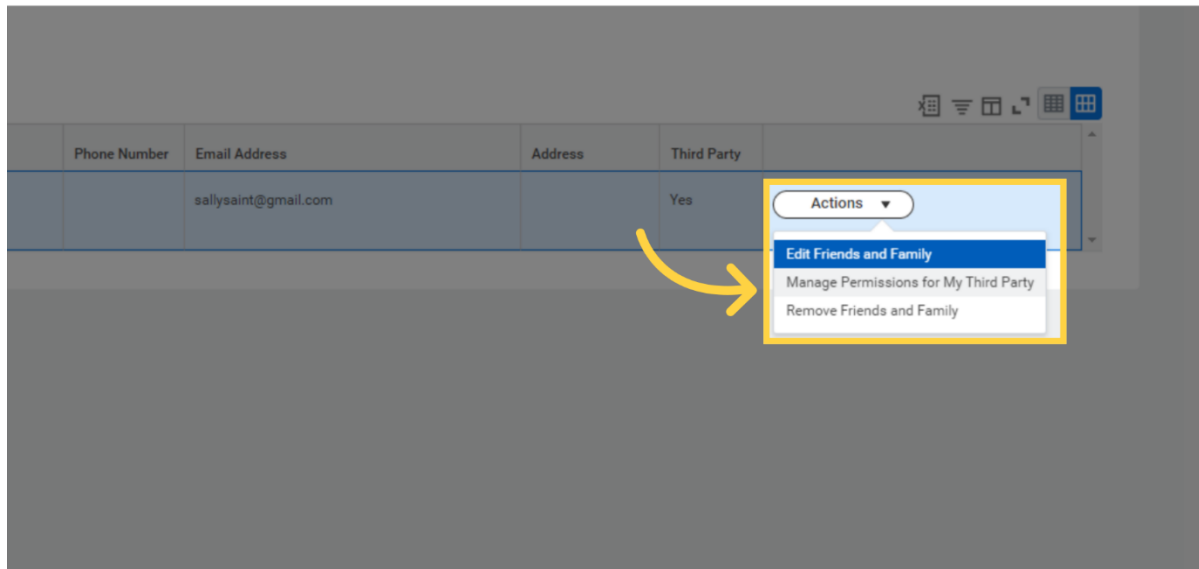 Phone Number Email Address Address Third Party
sallysaint@gmail.com Yes Actions
Edit Friends and Family
Manage Permissions for My Third Party
Remove Friends and Family